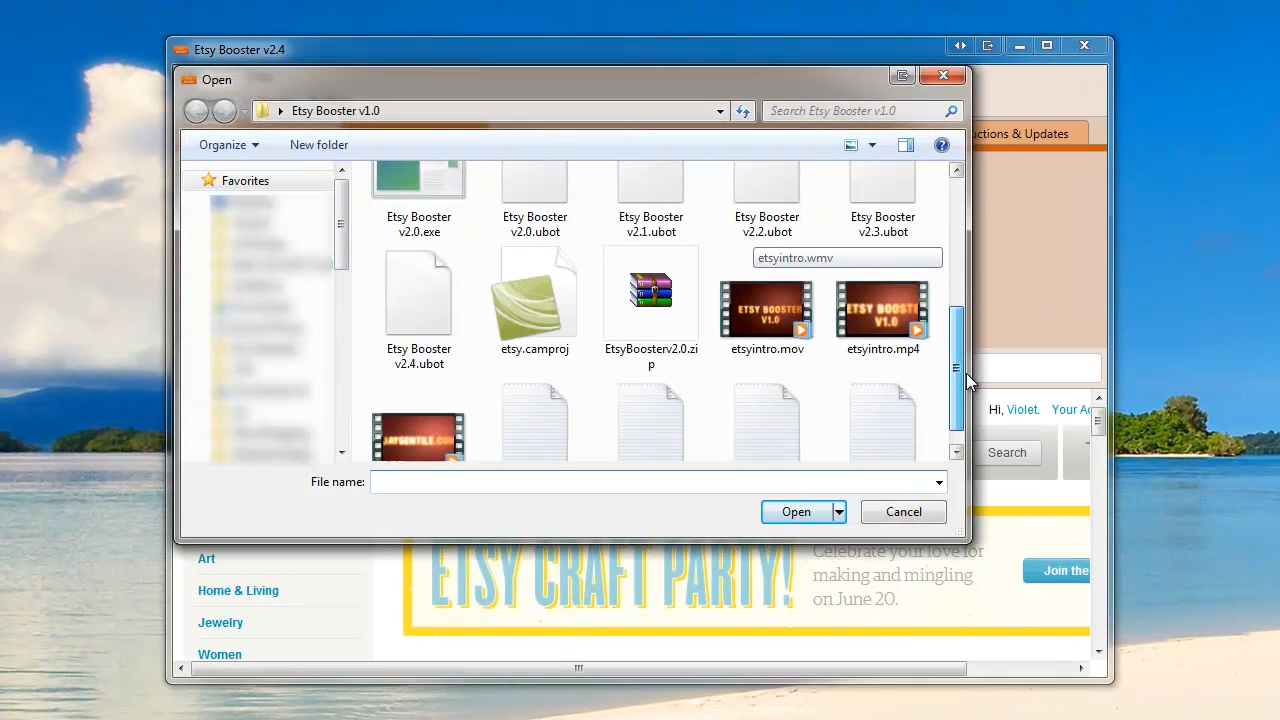 Etsy Booster v2.4
Open
Etsy Booster v1.0
Search Etsy Booster v1.0
uctions & Updates
Organize
New folder
Favorites
Etsy Booster v2.0.exe
Etsy Booster v2.0.ubot
Etsy Booster v2.1.ubot
Etsy Booster v2.2.ubot
Etsy Booster v2.3.ubot
etsyintro.wmv
ETSY BOOSTER
V1.0
ETSY BOOSTER
V1.0
Etsy Booster v2.4.ubot
etsy.camproj
EtsyBoosterv2.0.zip
etsyintro.mov
etsyintro.mp4
JAYGENTILE.CO
Hi, Violet.
Your Ac
Search
File name:
Open
Cancel
Art
Home & Living
Jewelry
Women
ETSY CRAFT PARTY!
Celebrate your love for
making and mingling
on June 20.
Join the